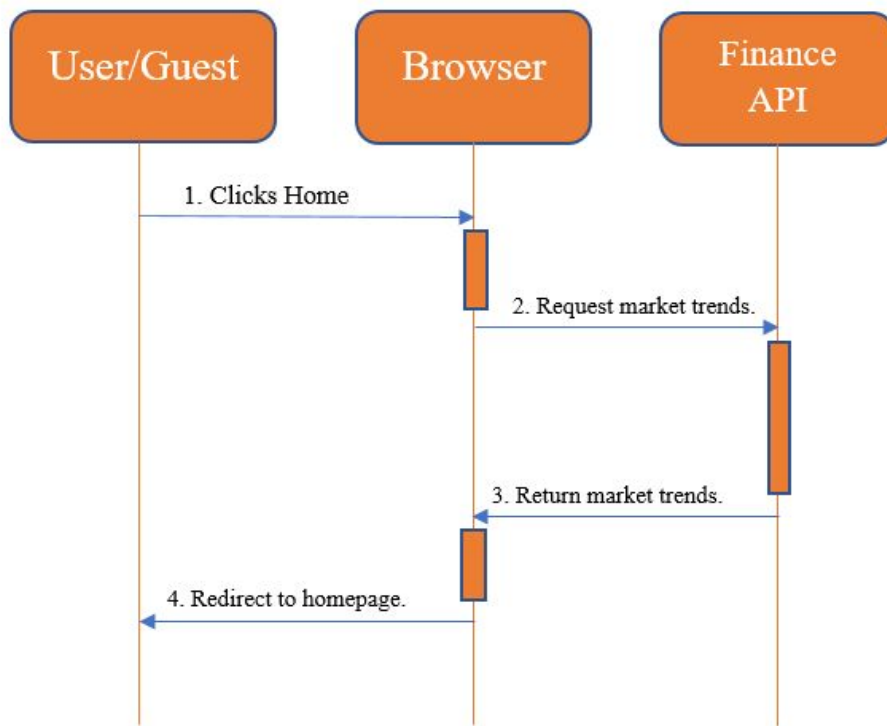 User/Guest
Browser
Finance
API
1. Clicks Home
2. Request market trends.
3. Return market trends.
4. Redirect to homepage.